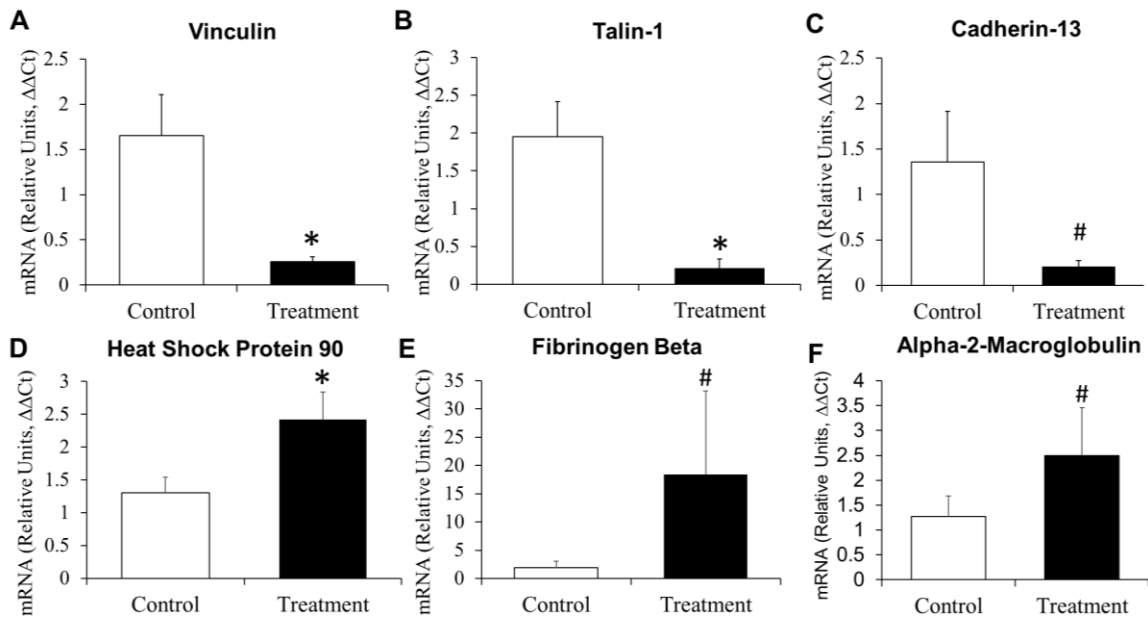 A
Vinculin
mRNA (Relative Units, ΔΔCt)
2.5
2
1.5
1
0.5
0
*
Control
Treatment
B
Talin-1
mRNA (Relative Units, ΔΔCt)
3
2.5
2
1.5
1
0.5
0
*
Control
Treatment
C
Cadherin-13
mRNA (Relative Units, ΔΔCt)
2.5
2
1.5
1
0.5
0
#
Control
Treatment
D
Heat Shock Protein 90
mRNA (Relative Units, ΔΔCt)
3
2.5
2
1.5
1
0.5
0
*
Control
Treatment
E
Fibrinogen Beta
mRNA (Relative Units, ΔΔCt)
35
30
25
20
15
10
5
0
#
Control
Treatment
F
Alpha-2-Macroglobulin
mRNA (Relative Units, ΔΔCt)
4
3.5
3
2.5
2
1.5
1
0.5
0
#
Control
Treatment